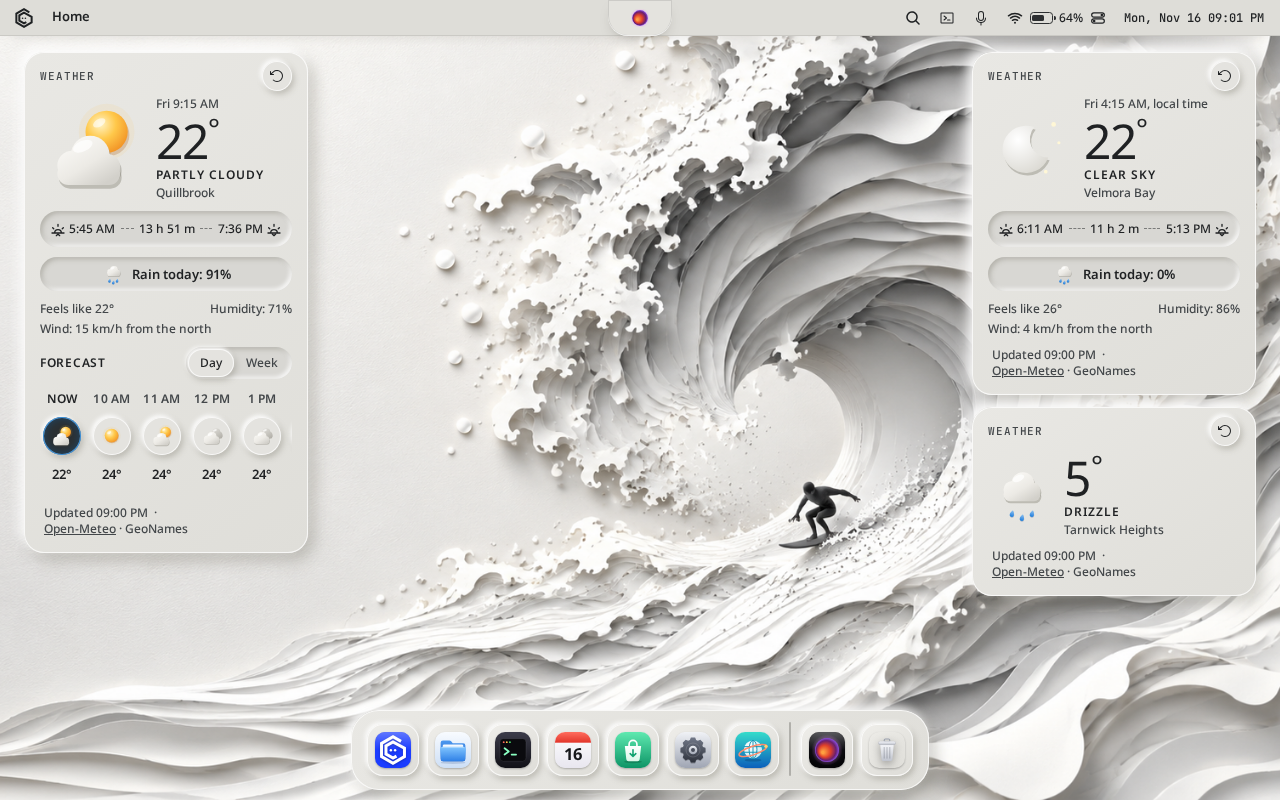 Home
64%
Mon, Nov 16 09:01 PM
WEATHER
Fri 9:15 AM
22°
PARTLY CLOUDY
Quillbrook
5:45 AM --- 13 h 51 m --- 7:36 PM
Rain today: 91%
Feels like 22° Humidity: 71%
Wind: 15 km/h from the north
FORECAST Day Week
NOW 10 AM 11 AM 12 PM 1 PM
22° 24° 24° 24° 24°
Updated 09:00 PM ·
Open-Meteo · GeoNames
WEATHER
Fri 4:15 AM, local time
22°
CLEAR SKY
Velmora Bay
6:11 AM ---- 11 h 2 m ---- 5:13 PM
Rain today: 0%
Feels like 26° Humidity: 86%
Wind: 4 km/h from the north
Updated 09:00 PM ·
Open-Meteo · GeoNames
WEATHER
5°
DRIZZLE
Tarnwick Heights
Updated 09:00 PM ·
Open-Meteo · GeoNames
16